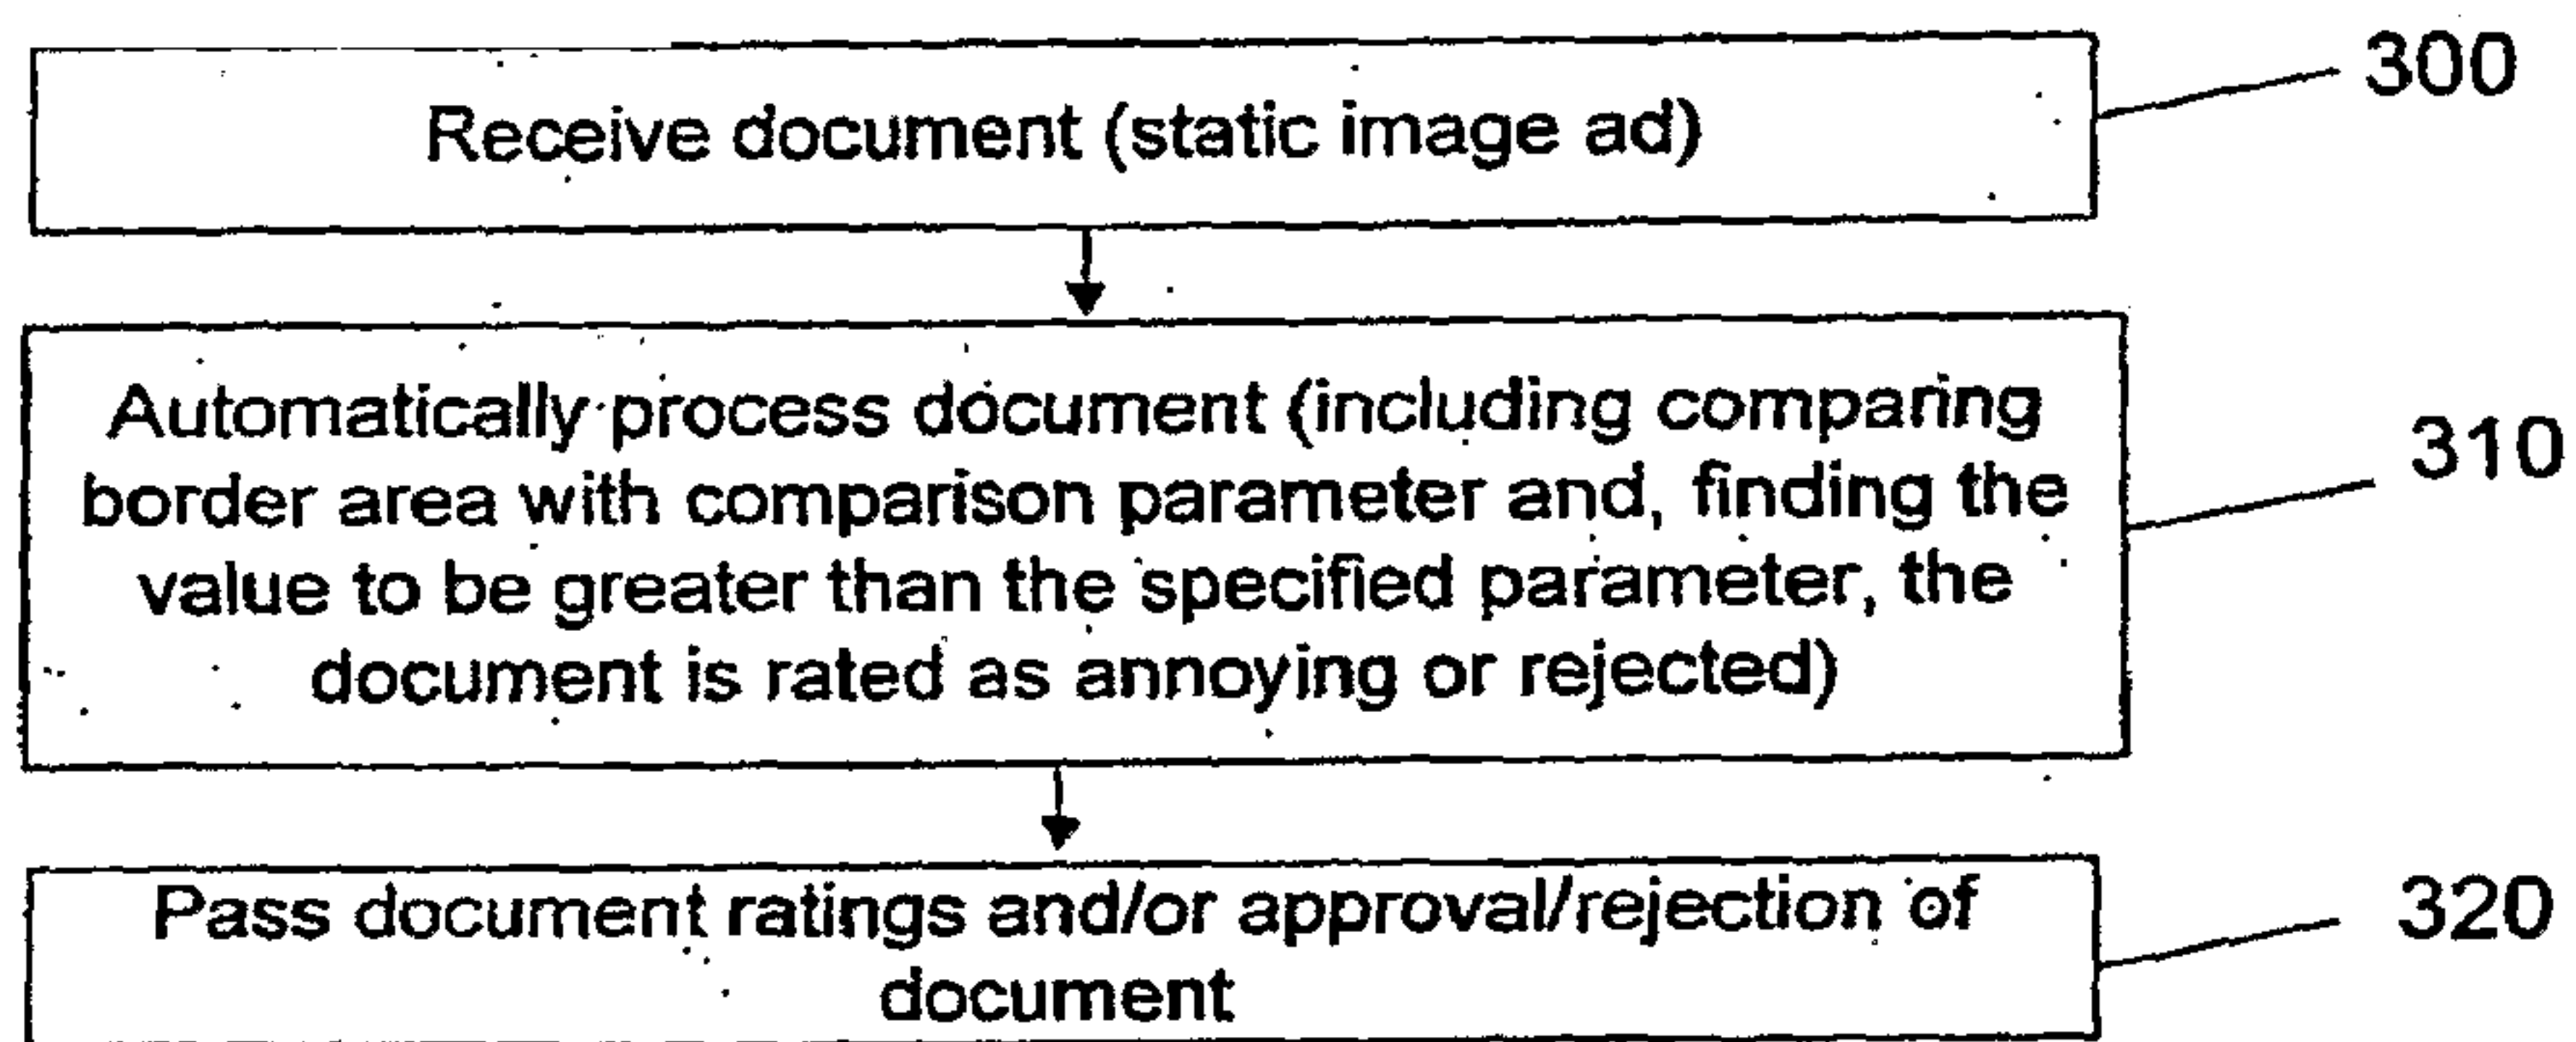 Receive document (static image ad)
300
Automatically process document (including comparing
border area with comparison parameter and, finding the
value to be greater than the specified parameter, the
document is rated as annoying or rejected)
310
Pass document ratings and/or approval/rejection of
document
320